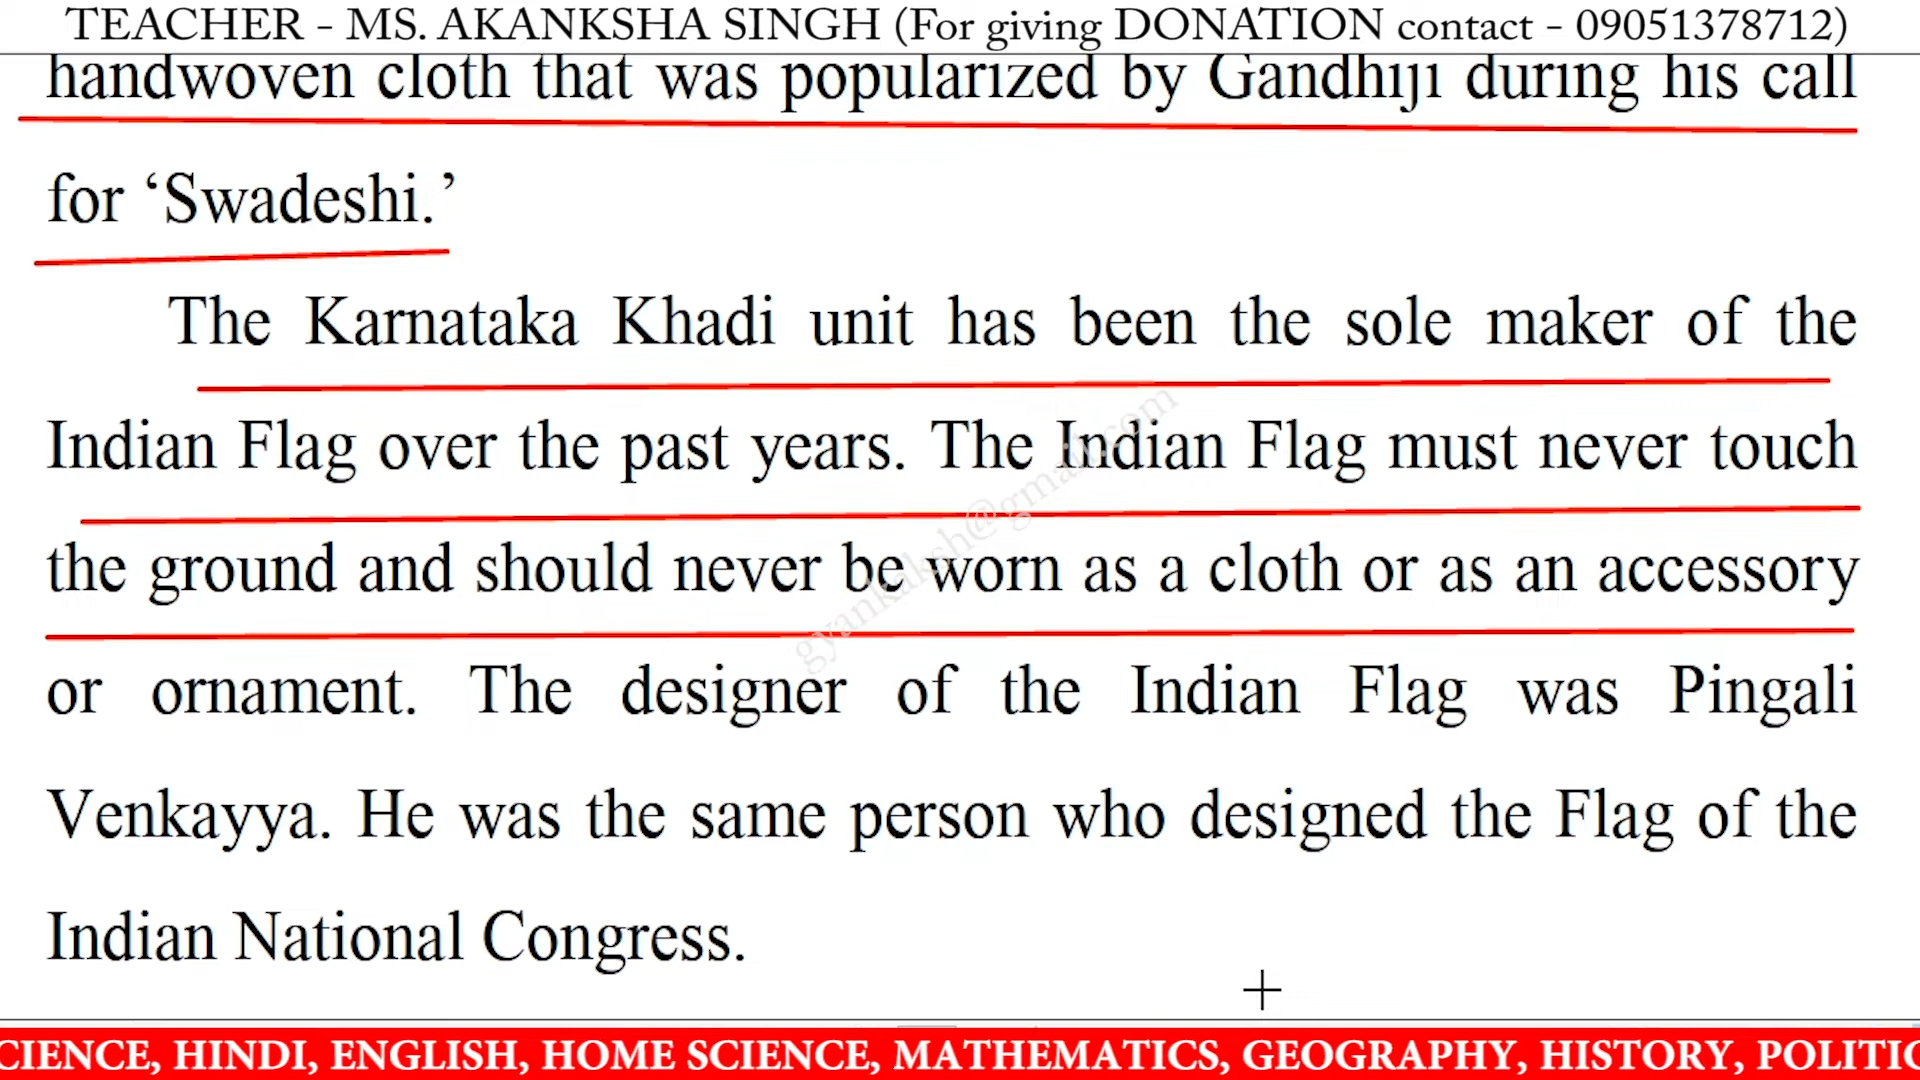 TEACHER - MS. AKANKSHA SINGH (For giving DONATION contact - 09051378712)
handwoven cloth that was popularized by Gandhiji during his call
for ‘Swadeshi.’
The Karnataka Khadi unit has been the sole maker of the
Indian Flag over the past years. The Indian Flag must never touch
the ground and should never be worn as a cloth or as an accessory
or ornament. The designer of the Indian Flag was Pingali
Venkayya. He was the same person who designed the Flag of the
Indian National Congress.
gyankaksh@gmail.com
CIENCE, HINDI, ENGLISH, HOME SCIENCE, MATHEMATICS, GEOGRAPHY, HISTORY, POLITIC